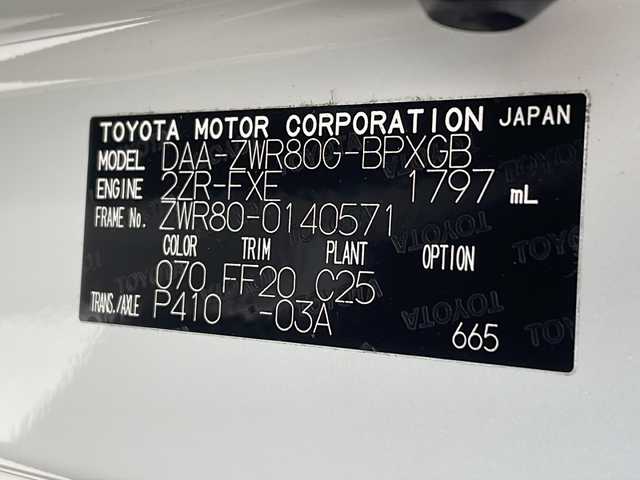 TOYOTA MOTOR CORPORATION JAPAN
MODEL DAA-ZWR80G-BPXGB
ENGINE 2ZR-FXE 1797 mL
FRAME No. ZWR80-0140571
COLOR TRIM PLANT OPTION
070 FF20 C25
TRANS./AXLE P410 -03A
665